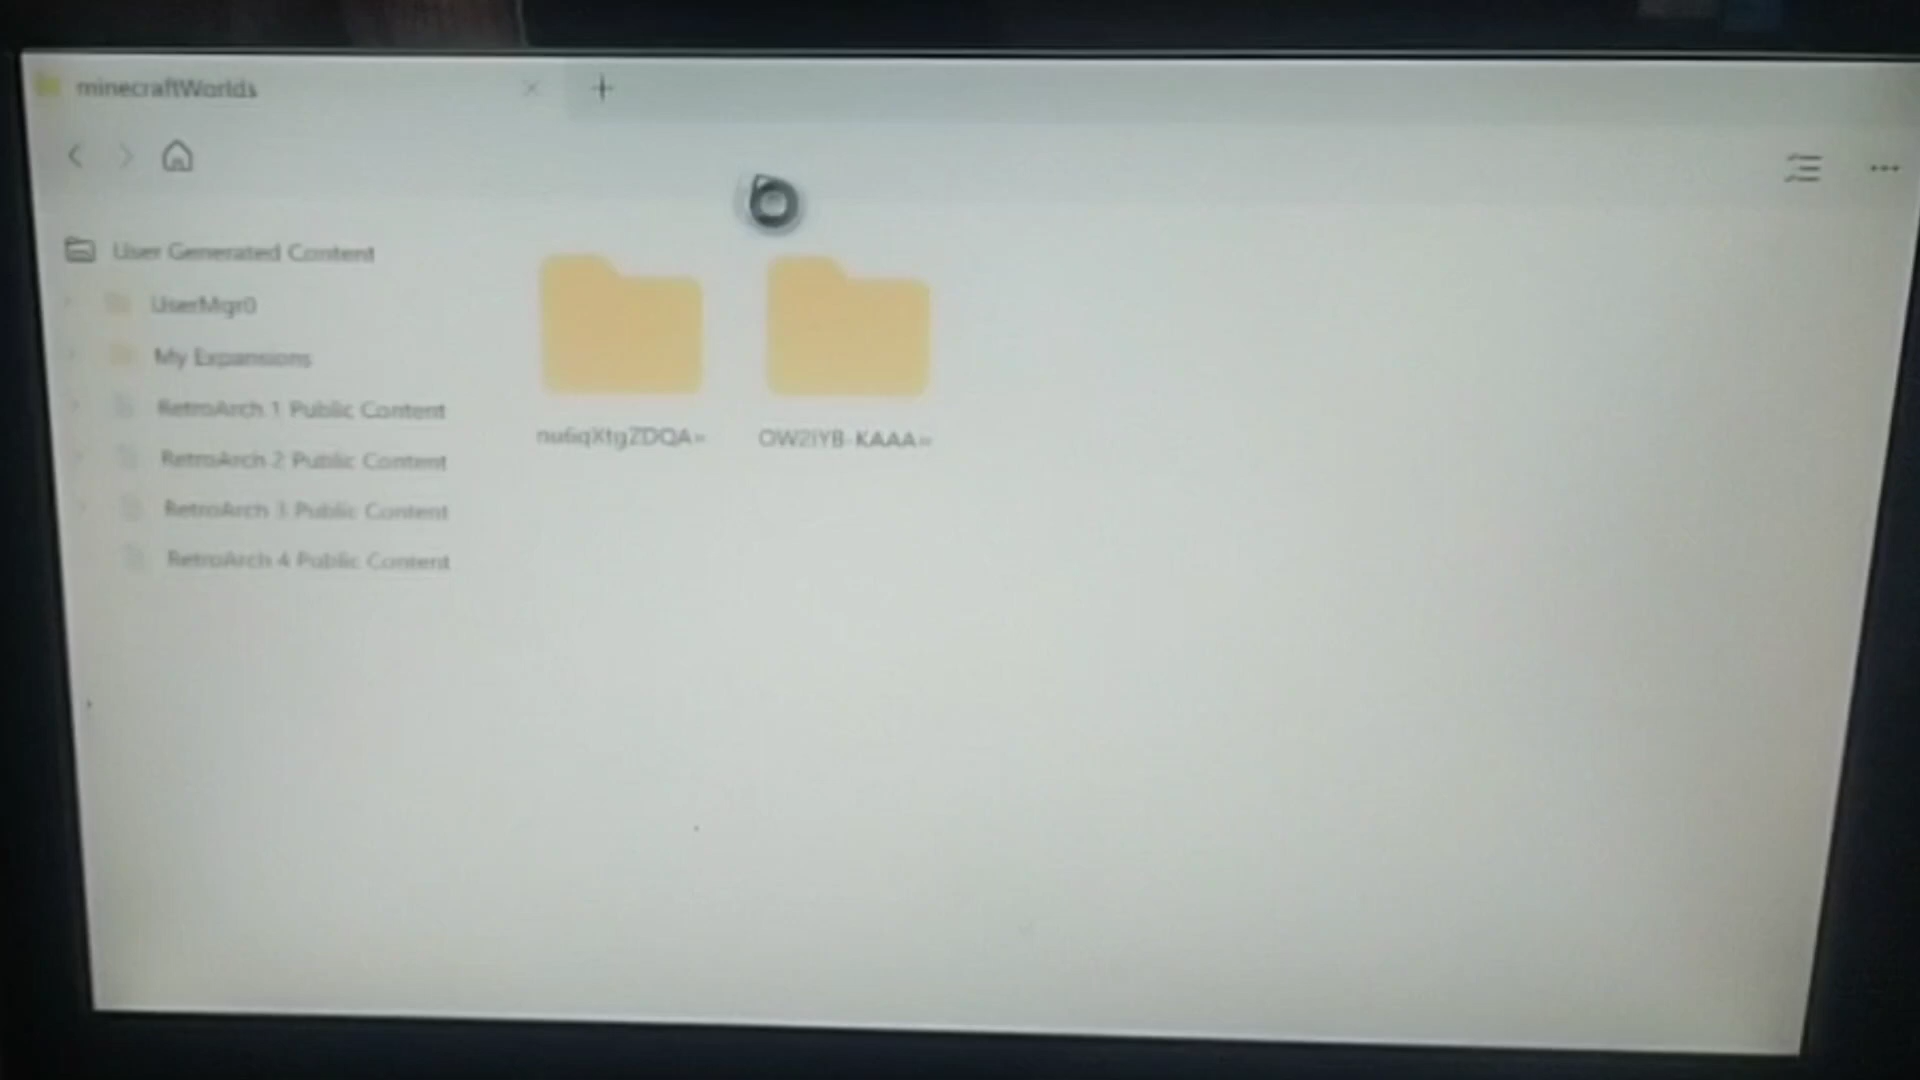 minecraftWorlds
User Generated Content
UserMgr0
My Expansions
RetroArch 1 Public Content
RetroArch 2 Public Content
RetroArch 3 Public Content
RetroArch 4 Public Content
nu6qXtgZDQA=
OW2iYB-KAAA=